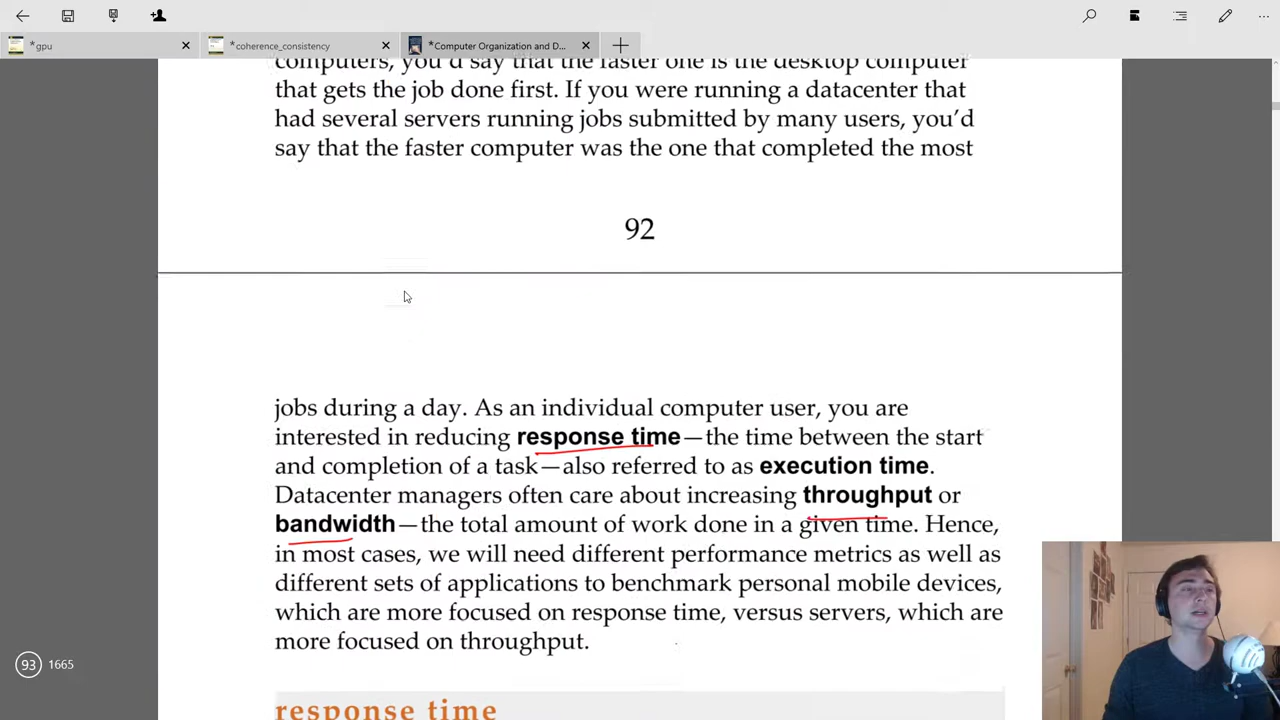 *gpu
*coherence_consistency
*Computer Organization and D...
computers, you'd say that the faster one is the desktop computer
that gets the job done first. If you were running a datacenter that
had several servers running jobs submitted by many users, you'd
say that the faster computer was the one that completed the most
92
jobs during a day. As an individual computer user, you are
interested in reducing response time—the time between the start
and completion of a task—also referred to as execution time.
Datacenter managers often care about increasing throughput or
bandwidth—the total amount of work done in a given time. Hence,
in most cases, we will need different performance metrics as well as
different sets of applications to benchmark personal mobile devices,
which are more focused on response time, versus servers, which are
more focused on throughput.
93 1665
response time